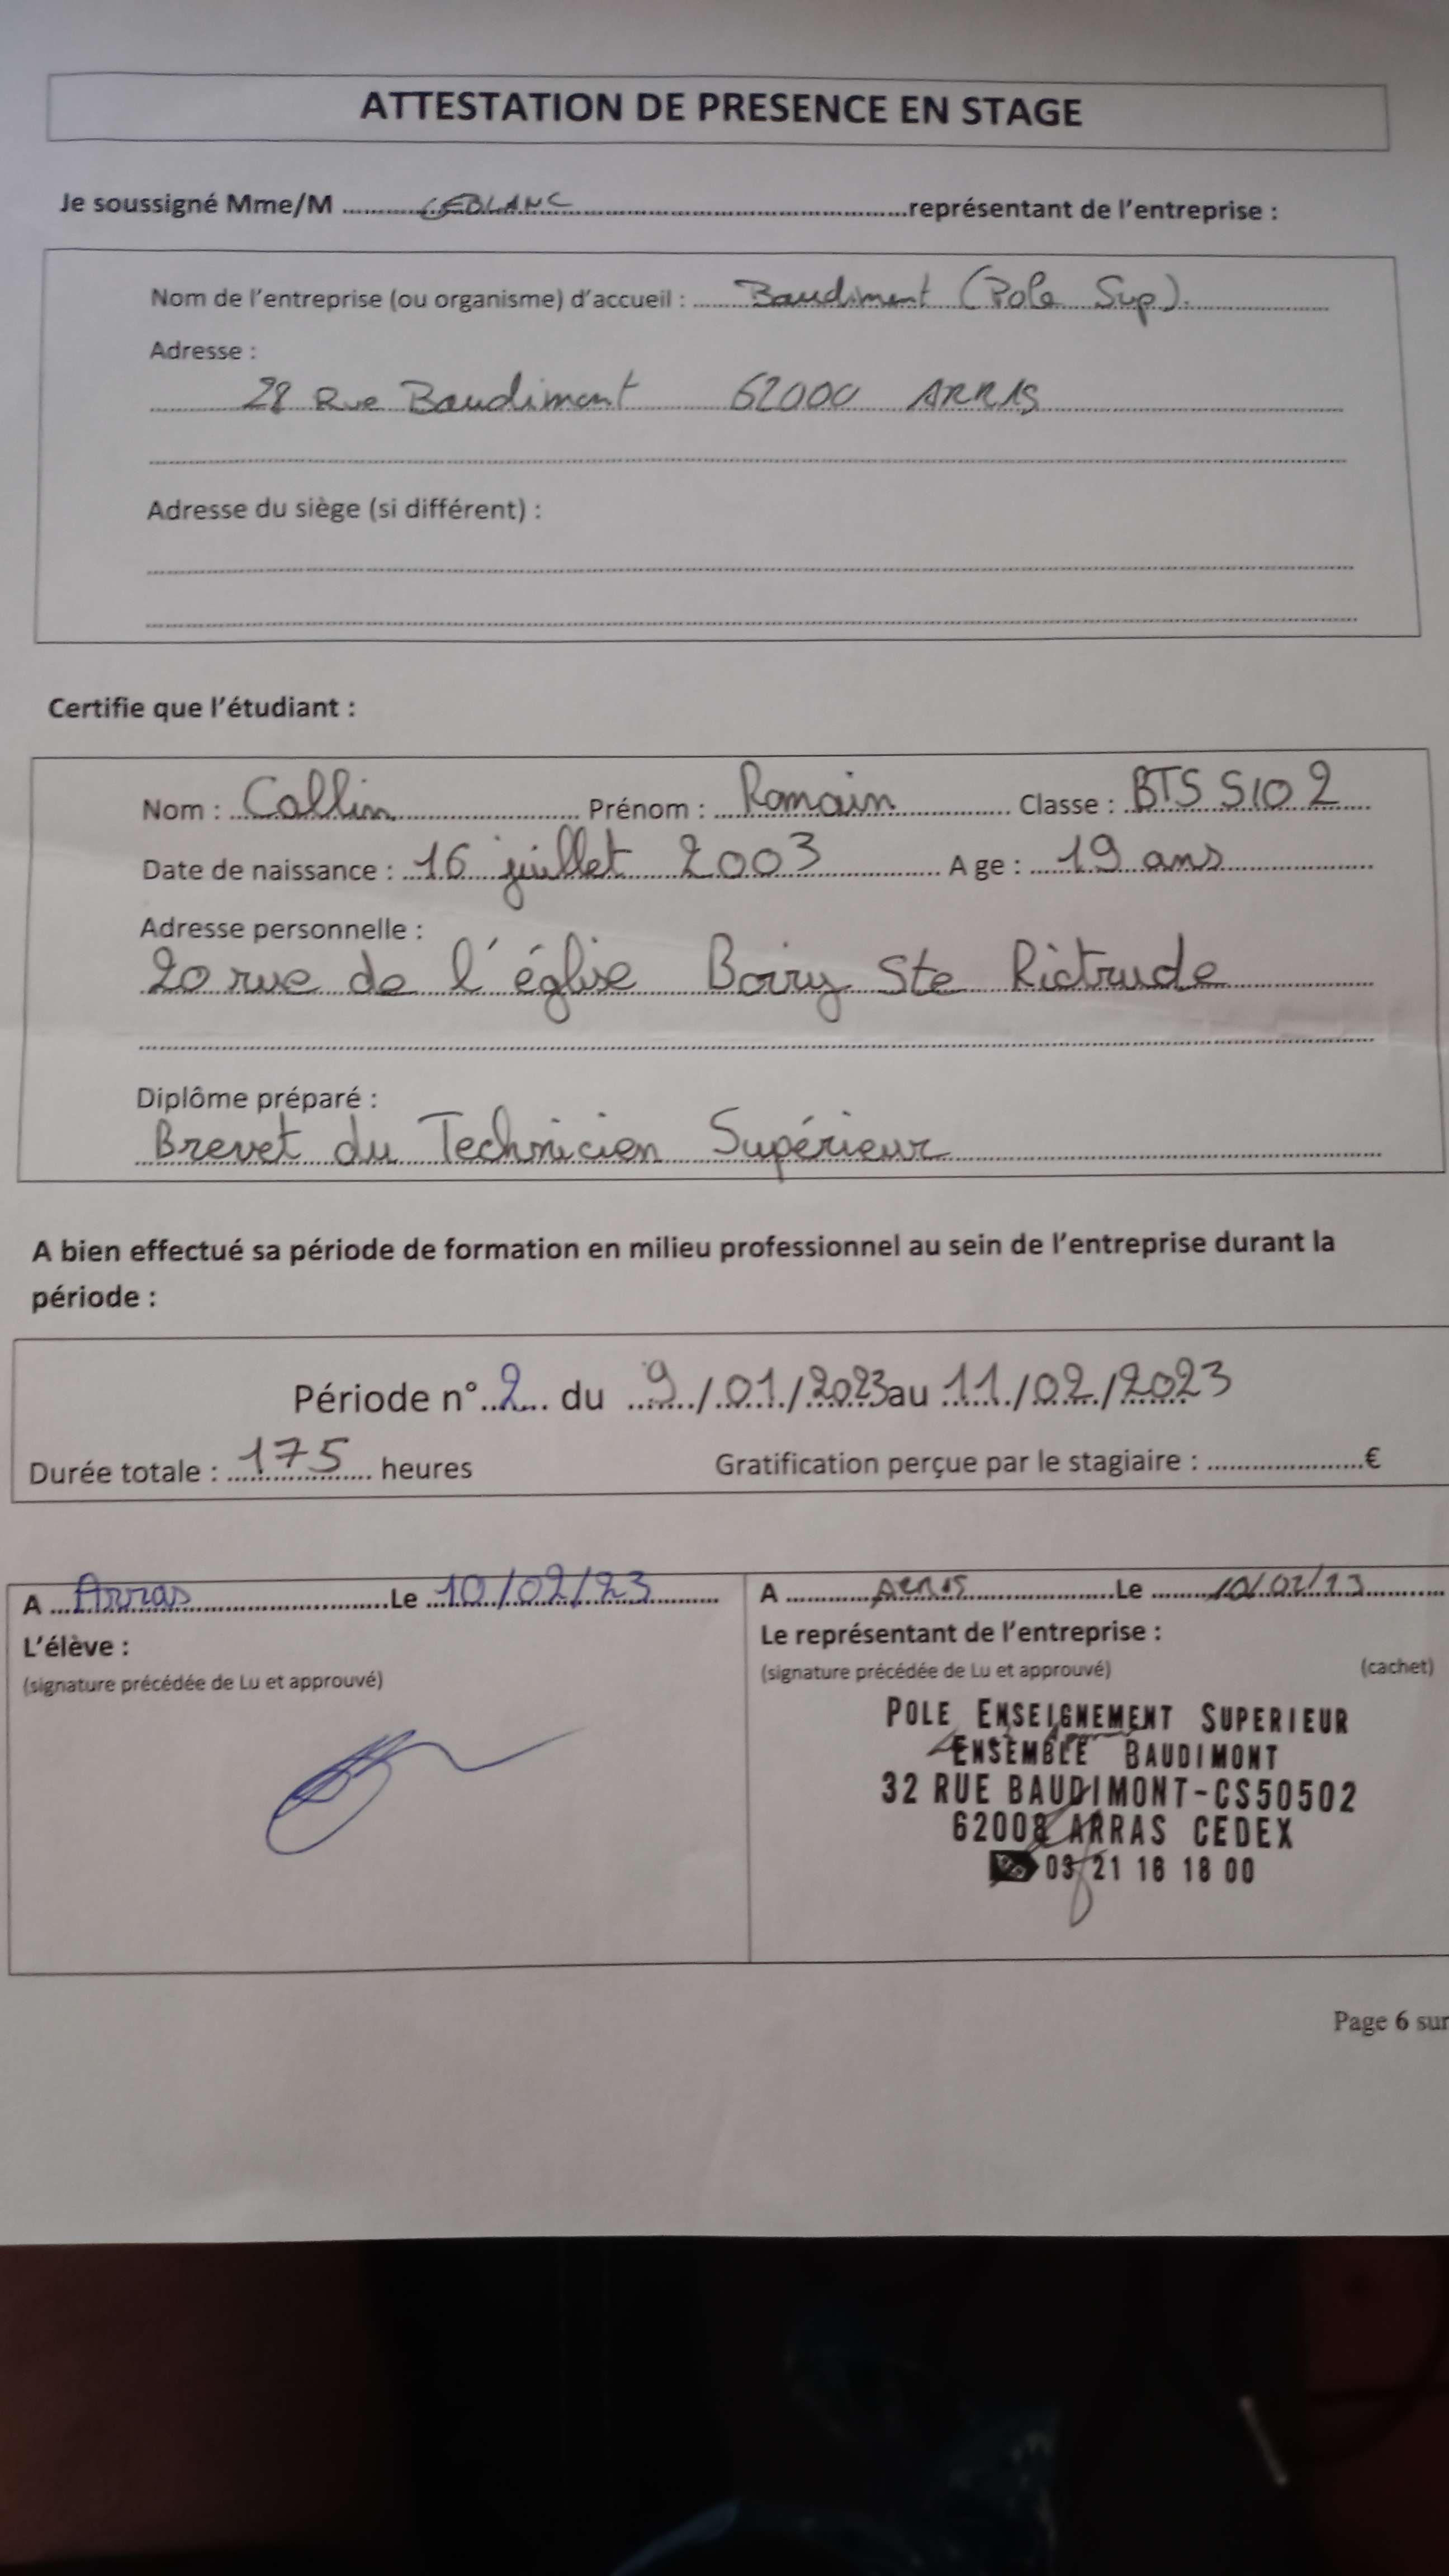 ATTESTATION DE PRESENCE EN STAGE
Je soussigné Mme/M LEBLANC représentant de l'entreprise :
Nom de l'entreprise (ou organisme) d'accueil : Baudimont (Pole Sup).
Adresse :
28 Rue Baudimont 62000 ARRAS
Adresse du siège (si différent) :
Certifie que l'étudiant :
Nom : Collin Prénom : Romain Classe : BTS SIO 2
Date de naissance : 16 juillet 2003 A ge : 19 ans
Adresse personnelle :
20 rue de l'église Boiry Ste Rictrude
Diplôme préparé :
Brevet du Technicien Supérieur
A bien effectué sa période de formation en milieu professionnel au sein de l'entreprise durant la
période :
Période n° 2 du 9/01/2023 au 11/02/2023
Durée totale : 175 heures Gratification perçue par le stagiaire : €
A Arras Le 10/02/23
L'élève :
(signature précédée de Lu et approuvé)
A ARRAS Le 10/02/23
Le représentant de l'entreprise :
(signature précédée de Lu et approuvé) (cachet)
POLE ENSEIGNEMENT SUPERIEUR
ENSEMBLE BAUDIMONT
32 RUE BAUDIMONT-CS50502
62008 ARRAS CEDEX
03 21 16 18 00
Page 6 sur